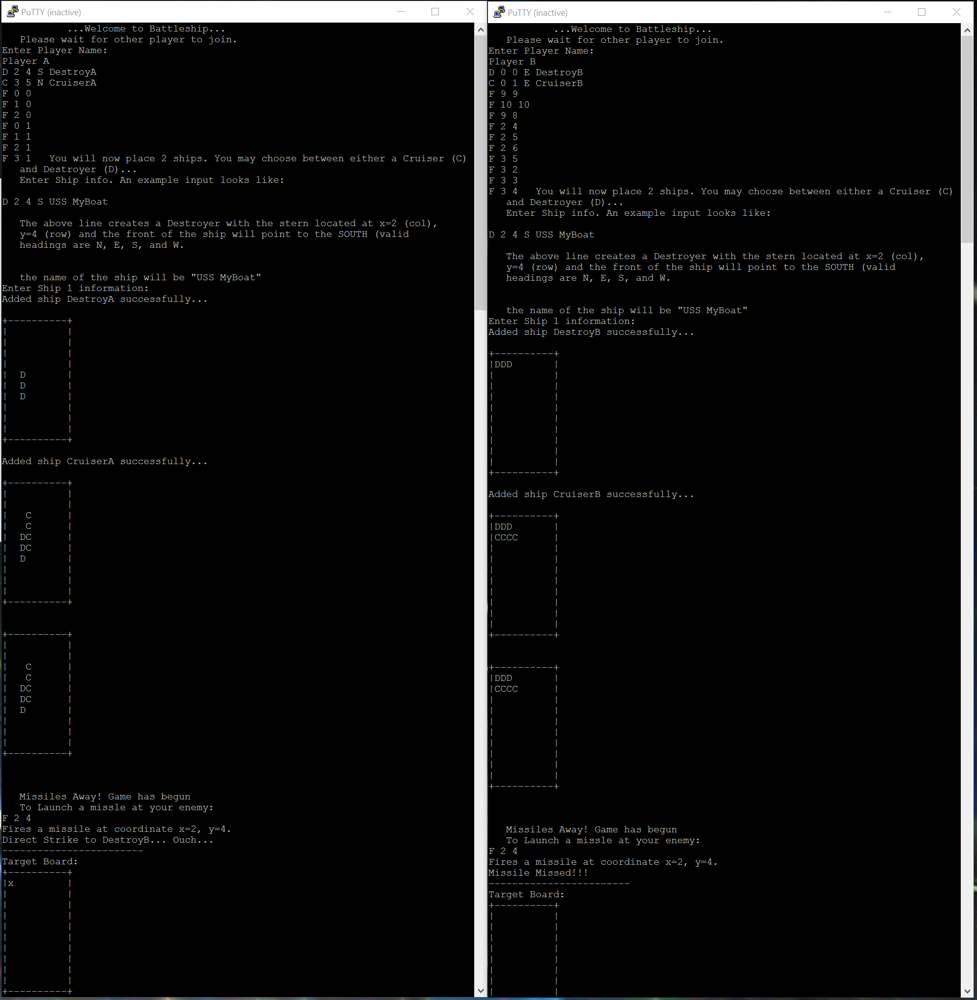 PuTTY (inactive)
...Welcome to Battleship...
Please wait for other player to join.
Enter Player Name:
Player A
D 2 4 S DestroyA
C 3 5 N CruiserA
F 0 0
F 1 0
F 2 0
F 0 1
F 1 1
F 2 1
F 3 1   You will now place 2 ships. You may choose between either a Cruiser (C)
and Destroyer (D)...
Enter Ship info. An example input looks like:
D 2 4 S USS MyBoat
The above line creates a Destroyer with the stern located at x=2 (col),
y=4 (row) and the front of the ship will point to the SOUTH (valid
headings are N, E, S, and W.
the name of the ship will be "USS MyBoat"
Enter Ship 1 information:
Added ship DestroyA successfully...
+----------+
|          |
|          |
|          |
|          |
|  D       |
|  D       |
|  D       |
|          |
|          |
|          |
+----------+
Added ship CruiserA successfully...
+----------+
|          |
|          |
|   C      |
|   C      |
|  DC      |
|  DC      |
|  D       |
|          |
|          |
|          |
+----------+
+----------+
|          |
|          |
|   C      |
|   C      |
|  DC      |
|  DC      |
|  D       |
|          |
|          |
|          |
+----------+
Missiles Away! Game has begun
To Launch a missle at your enemy:
F 2 4
Fires a missile at coordinate x=2, y=4.
Direct Strike to DestroyB... Ouch...
------------------------
Target Board:
+----------+
|x         |
|          |
|          |
|          |
|          |
|          |
|          |
|          |
|          |
|          |
+----------+
PuTTY (inactive)
...Welcome to Battleship...
Please wait for other player to join.
Enter Player Name:
Player B
D 0 0 E DestroyB
C 0 1 E CruiserB
F 9 9
F 10 10
F 9 8
F 2 4
F 2 5
F 2 6
F 3 5
F 3 2
F 3 3
F 3 4   You will now place 2 ships. You may choose between either a Cruiser (C)
and Destroyer (D)...
Enter Ship info. An example input looks like:
D 2 4 S USS MyBoat
The above line creates a Destroyer with the stern located at x=2 (col),
y=4 (row) and the front of the ship will point to the SOUTH (valid
headings are N, E, S, and W.
the name of the ship will be "USS MyBoat"
Enter Ship 1 information:
Added ship DestroyB successfully...
+----------+
|DDD       |
|          |
|          |
|          |
|          |
|          |
|          |
|          |
|          |
|          |
+----------+
Added ship CruiserB successfully...
+----------+
|DDD       |
|CCCC      |
|          |
|          |
|          |
|          |
|          |
|          |
|          |
|          |
+----------+
+----------+
|DDD       |
|CCCC      |
|          |
|          |
|          |
|          |
|          |
|          |
|          |
|          |
+----------+
Missiles Away! Game has begun
To Launch a missle at your enemy:
F 2 4
Fires a missile at coordinate x=2, y=4.
Missile Missed!!!
------------------------
Target Board:
+----------+
|          |
|          |
|          |
|          |
|          |
|          |
|          |
|          |